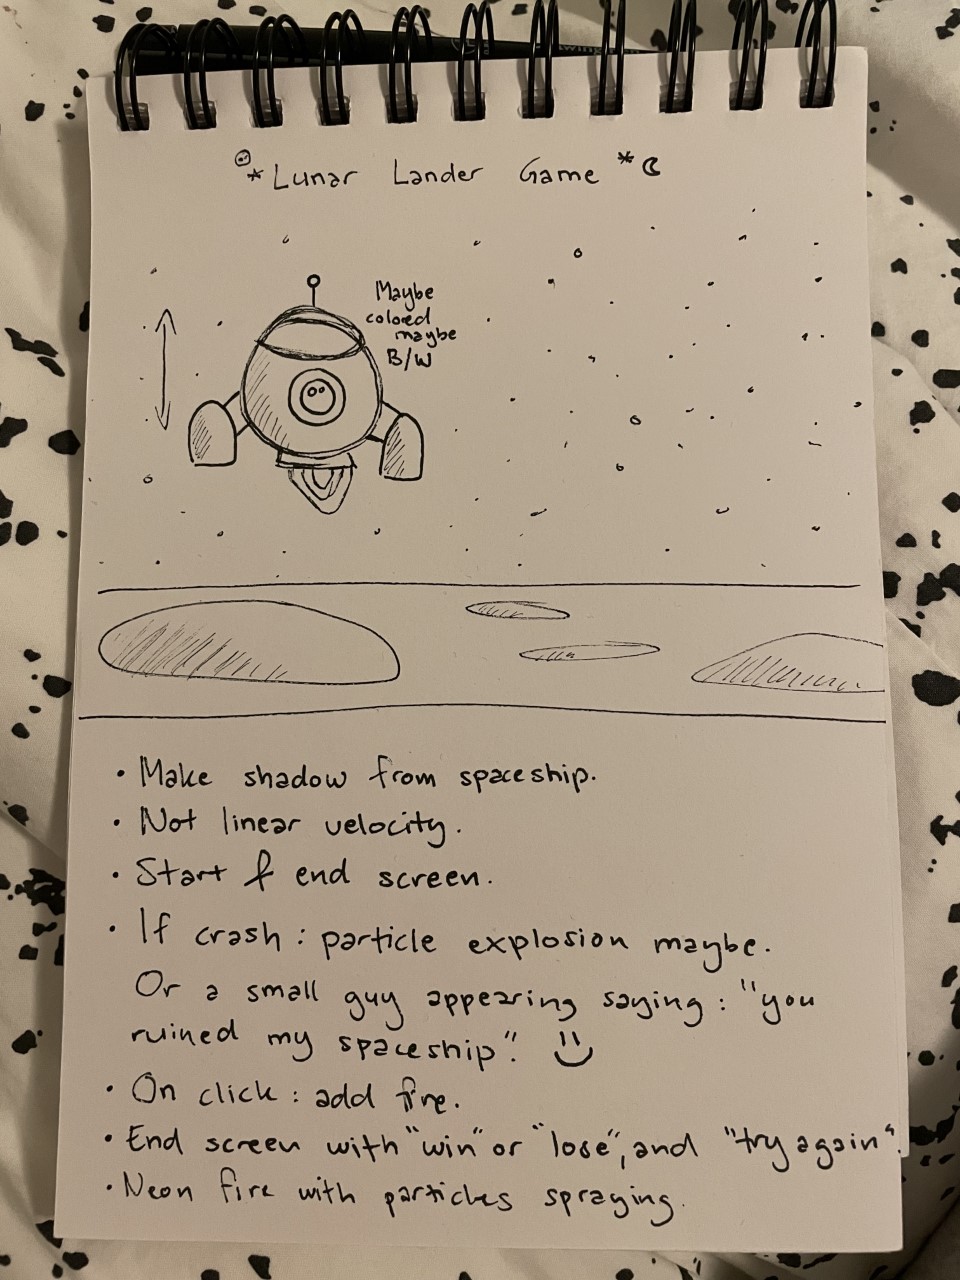 * Lunar Lander Game *
Maybe
colored
maybe
B/W
• Make shadow from spaceship.
• Not linear velocity.
• Start & end screen.
• If crash: particle explosion maybe.
Or a small guy appearing saying: "you
ruined my spaceship".
• On click: add fire.
• End screen with "win" or "lose", and "try again".
• Neon fire with particles spraying.